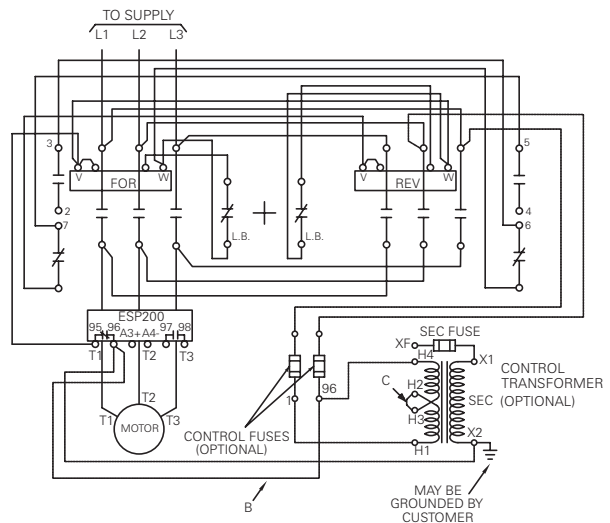 TO SUPPLY
L1 L2 L3
3
5
V W
FOR
V W
REV
2
7
4
6
L.B.
L.B.
ESP200
95 96 A3+ A4- 97 98
T1 T2 T3
T2
T1 T3
MOTOR
1
96
CONTROL FUSES
(OPTIONAL)
SEC FUSE
XF
X1
H4
C
H2
H3
H1
SEC
X2
CONTROL
TRANSFORMER
(OPTIONAL)
MAY BE
GROUNDED BY
CUSTOMER
B